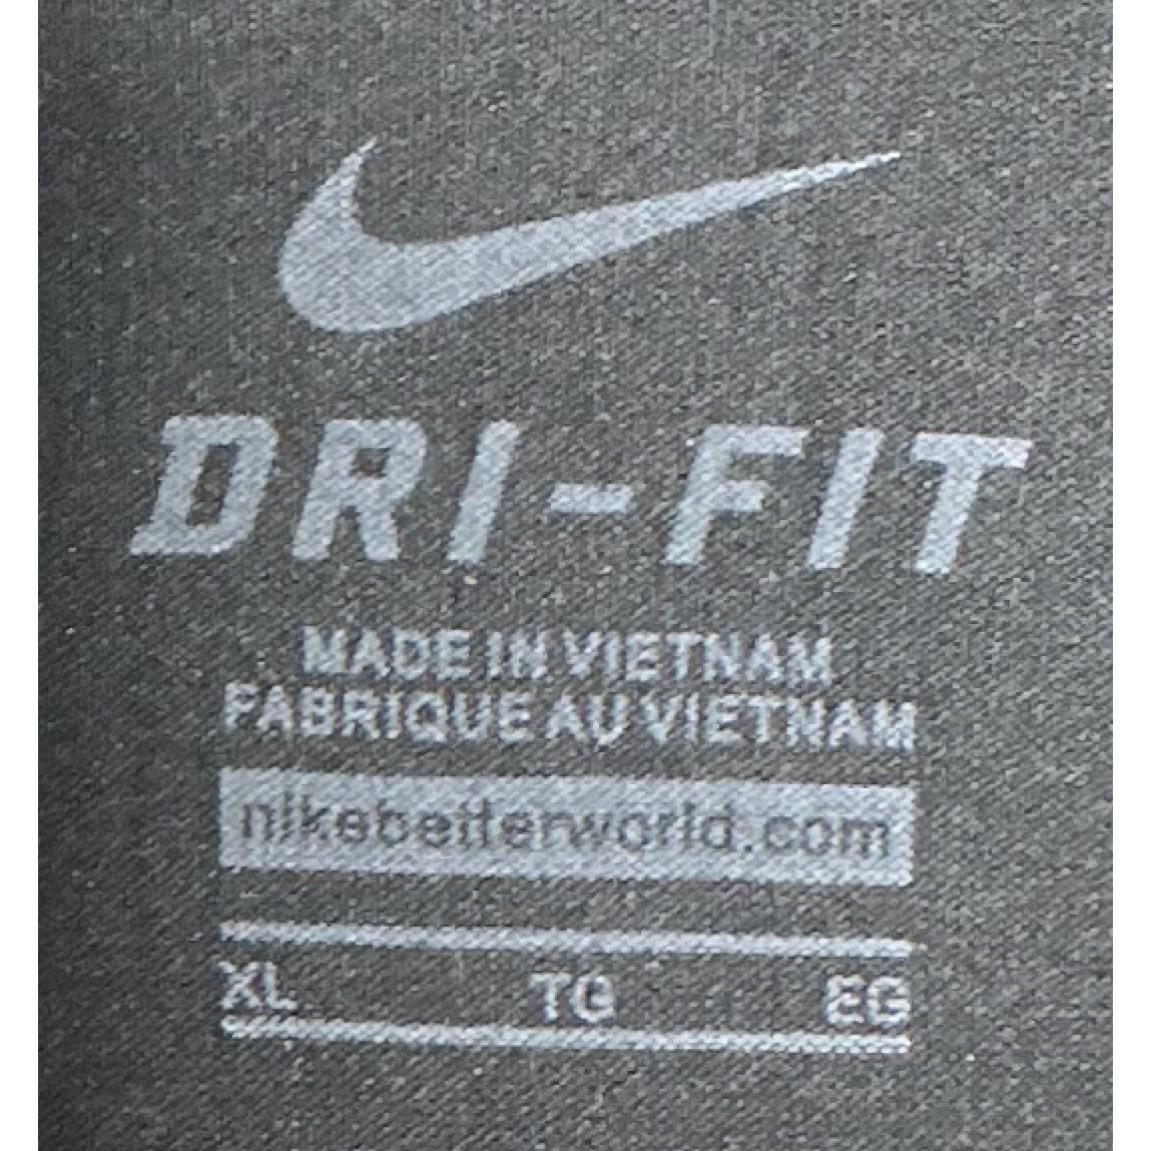 DRI-FIT
MADE IN VIETNAM
FABRIQUE AU VIETNAM
nikebetterworld.com
XL TG EG